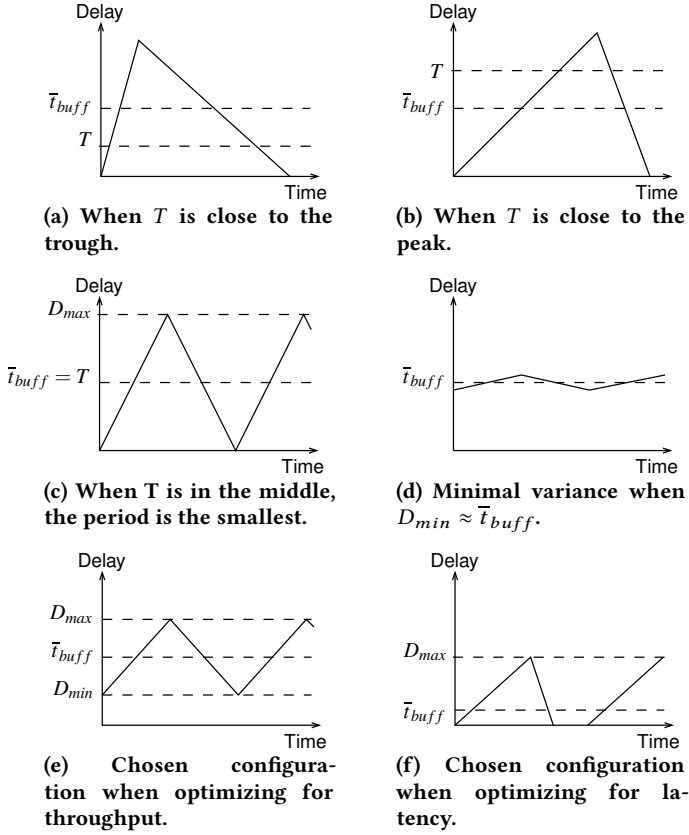 Delay
Delay
t̄buff
T
T
t̄buff
Time
Time
(a) When T is close to the
trough.
(b) When T is close to the
peak.
Delay
Delay
Dmax
t̄buff = T
t̄buff
Time
Time
(c) When T is in the middle,
the period is the smallest.
(d) Minimal variance when
Dmin ≈ t̄buff.
Delay
Delay
Dmax
t̄buff
Dmin
Dmax
t̄buff
Time
Time
(e) Chosen configura-
tion when optimizing for
throughput.
(f) Chosen configuration
when optimizing for la-
tency.